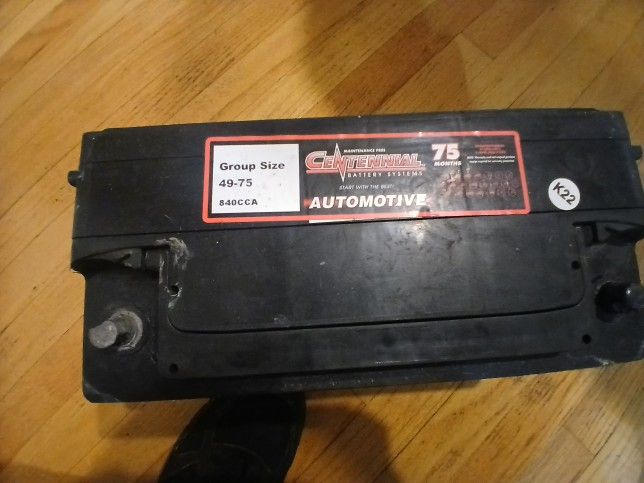 Group Size
49-75
840CCA
MAINTENANCE FREE
CENTENNIAL
BATTERY SYSTEMS
START WITH THE BEST!
AUTOMOTIVE
75
MONTHS
K22